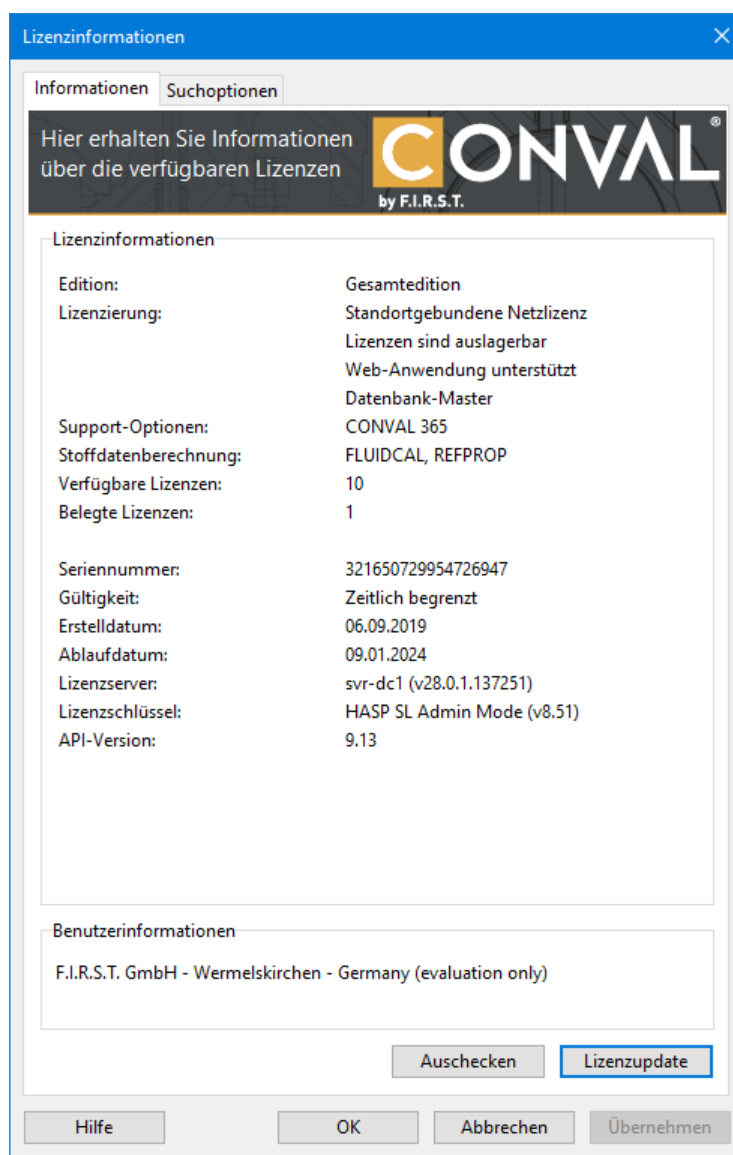 Lizenzinformationen
Informationen
Suchoptionen
Hier erhalten Sie Informationen
über die verfügbaren Lizenzen
CONVAL®
by F.I.R.S.T.
Lizenzinformationen
Edition: Gesamtedition
Lizenzierung: Standortgebundene Netzlizenz
Lizenzen sind auslagerbar
Web-Anwendung unterstützt
Datenbank-Master
Support-Optionen: CONVAL 365
Stoffdatenberechnung: FLUIDCAL, REFPROP
Verfügbare Lizenzen: 10
Belegte Lizenzen: 1
Seriennummer: 321650729954726947
Gültigkeit: Zeitlich begrenzt
Erstelldatum: 06.09.2019
Ablaufdatum: 09.01.2024
Lizenzserver: svr-dc1 (v28.0.1.137251)
Lizenzschlüssel: HASP SL Admin Mode (v8.51)
API-Version: 9.13
Benutzerinformationen
F.I.R.S.T. GmbH - Wermelskirchen - Germany (evaluation only)
Auschecken Lizenzupdate
Hilfe OK Abbrechen Übernehmen